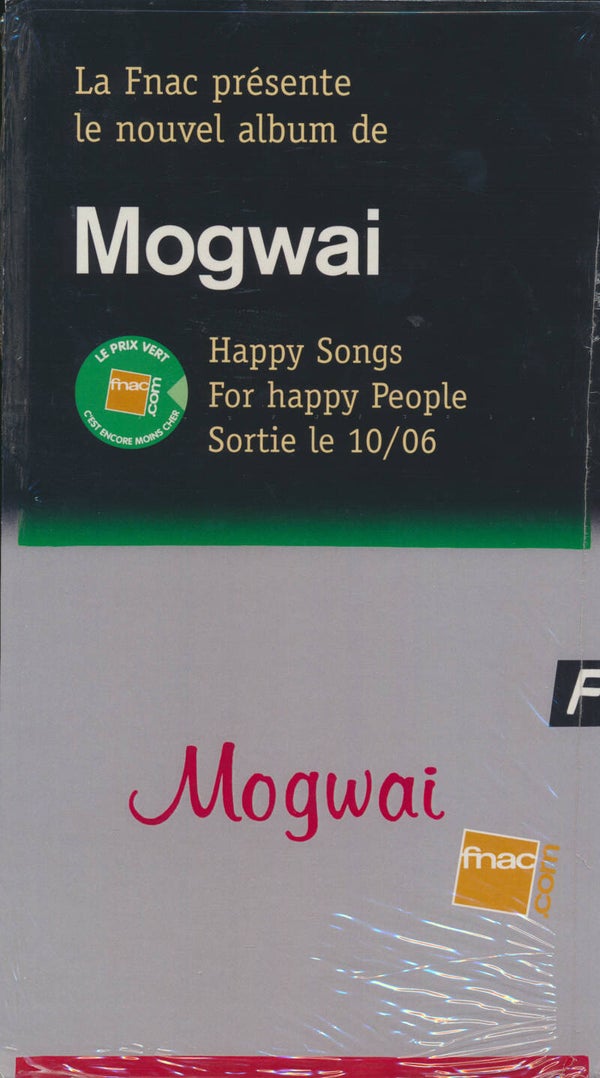 La Fnac présente
le nouvel album de
Mogwai
LE PRIX VERT
fnac.com
C'EST ENCORE MOINS CHER
Happy Songs
For happy People
Sortie le 10/06
Mogwai
fnac.com